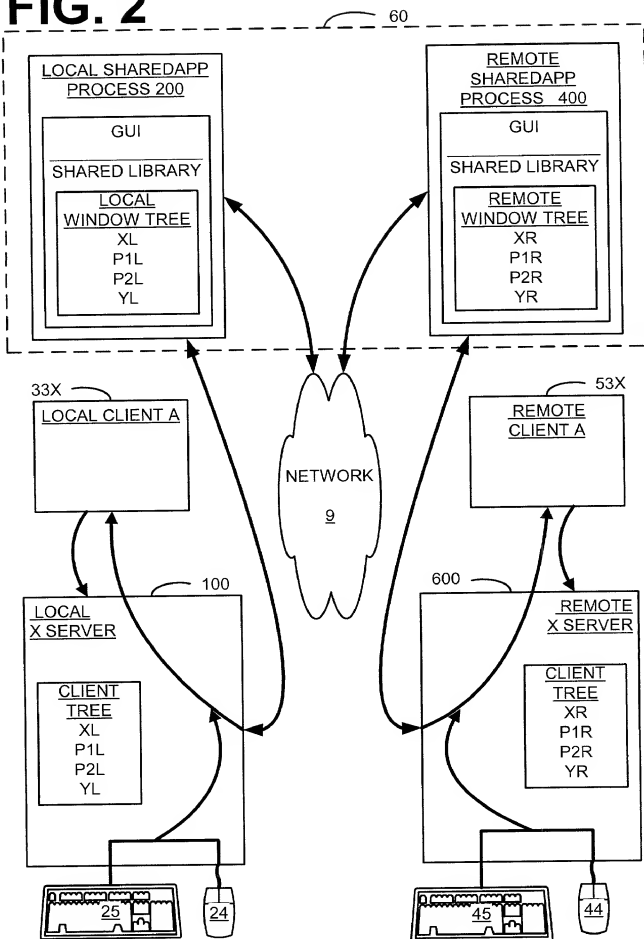 FIG. 2
60
LOCAL SHAREDAPP
PROCESS 200
GUI
SHARED LIBRARY
LOCAL
WINDOW TREE
XL
P1L
P2L
YL
REMOTE
SHAREDAPP
PROCESS 400
GUI
SHARED LIBRARY
REMOTE
WINDOW TREE
XR
P1R
P2R
YR
33X
LOCAL CLIENT A
NETWORK
9
53X
REMOTE
CLIENT A
100
LOCAL
X SERVER
CLIENT
TREE
XL
P1L
P2L
YL
600
REMOTE
X SERVER
CLIENT
TREE
XR
P1R
P2R
YR
25
24
45
44